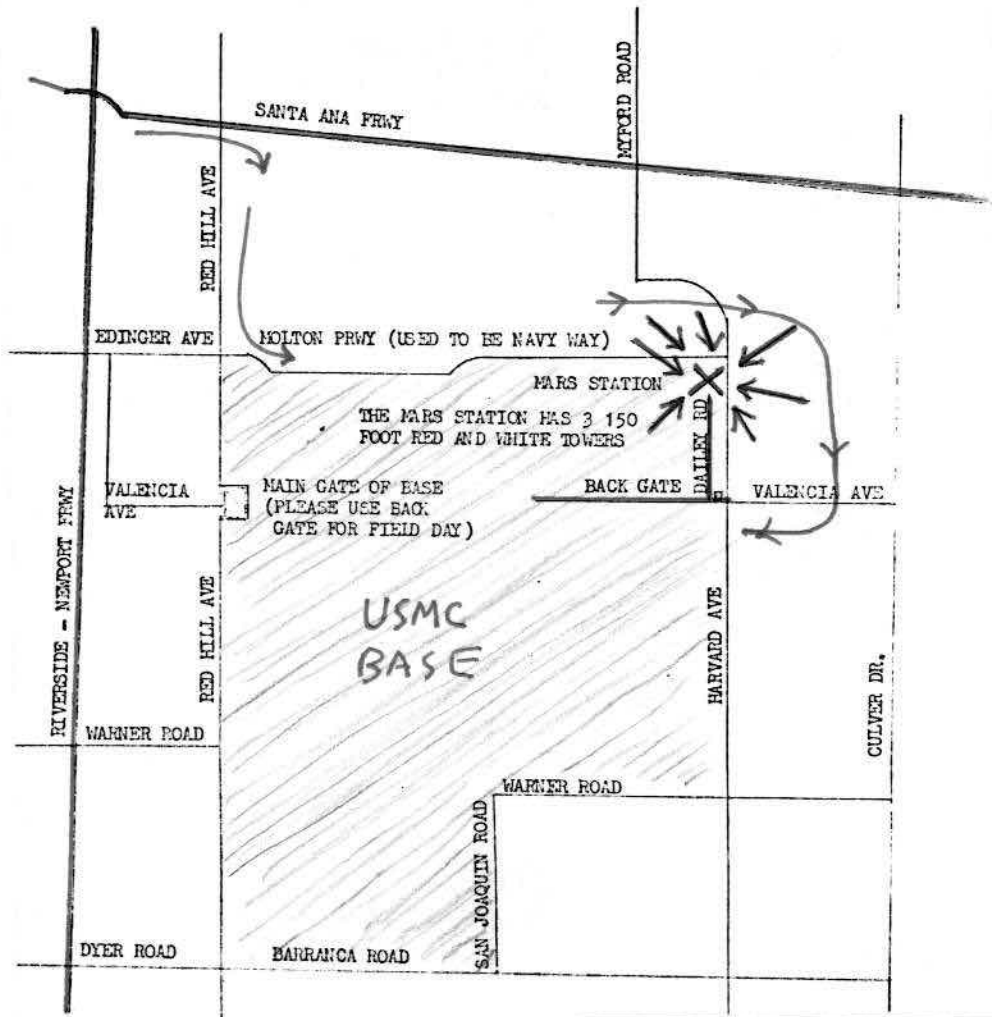 SANTA ANA FRWY
MYFORD ROAD
RED HILL AVE
EDINGER AVE
MOLTON PRWY (USED TO BE NAVY WAY)
MARS STATION
THE MARS STATION HAS 3 150
FOOT RED AND WHITE TOWERS
DAILEY RD
VALENCIA
AVE
MAIN GATE OF BASE
(PLEASE USE BACK
GATE FOR FIELD DAY)
BACK GATE
VALENCIA AVE
RIVERSIDE - NEWPORT FRWY
RED HILL AVE
USMC
BASE
HARVARD AVE
CULVER DR.
WARNER ROAD
WARNER ROAD
SAN JOAQUIN ROAD
DYER ROAD
BARRANCA ROAD